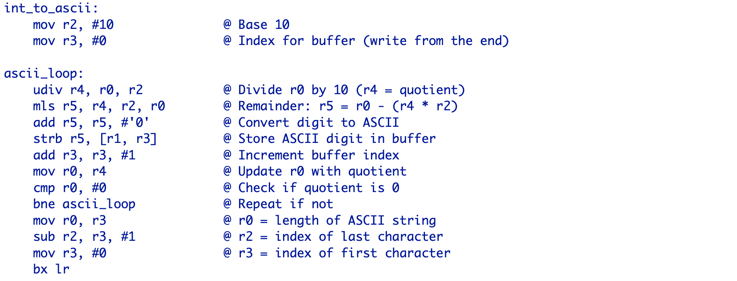 int_to_ascii:
    mov r2, #10                @ Base 10
    mov r3, #0                 @ Index for buffer (write from the end)

ascii_loop:
    udiv r4, r0, r2            @ Divide r0 by 10 (r4 = quotient)
    mls r5, r4, r2, r0         @ Remainder: r5 = r0 - (r4 * r2)
    add r5, r5, #'0'           @ Convert digit to ASCII
    strb r5, [r1, r3]          @ Store ASCII digit in buffer
    add r3, r3, #1             @ Increment buffer index
    mov r0, r4                 @ Update r0 with quotient
    cmp r0, #0                 @ Check if quotient is 0
    bne ascii_loop             @ Repeat if not
    mov r0, r3                 @ r0 = length of ASCII string
    sub r2, r3, #1             @ r2 = index of last character
    mov r3, #0                 @ r3 = index of first character
    bx lr